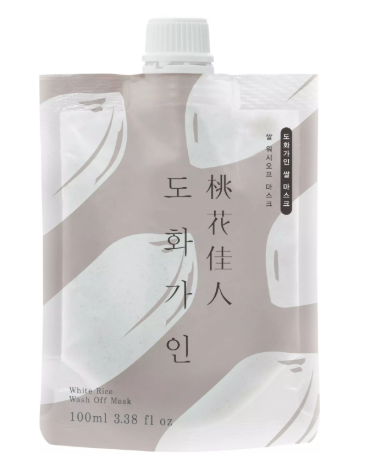 도화가인 쌀 마스크
쌀 워시오프 마스크
桃花佳人
도화가인
White Rice
Wash Off Mask
100ml 3.38 fl oz